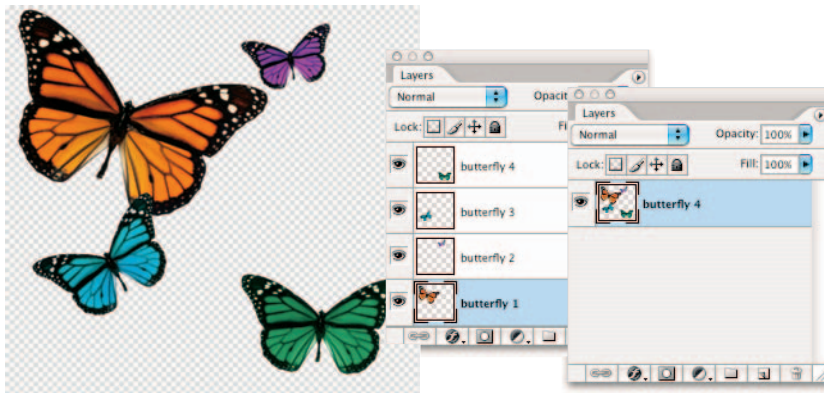 Layers
Normal
Opacit
Lock:
Fi
butterfly 4
butterfly 3
butterfly 2
butterfly 1
Layers
Normal
Opacity: 100%
Lock:
Fill: 100%
butterfly 4